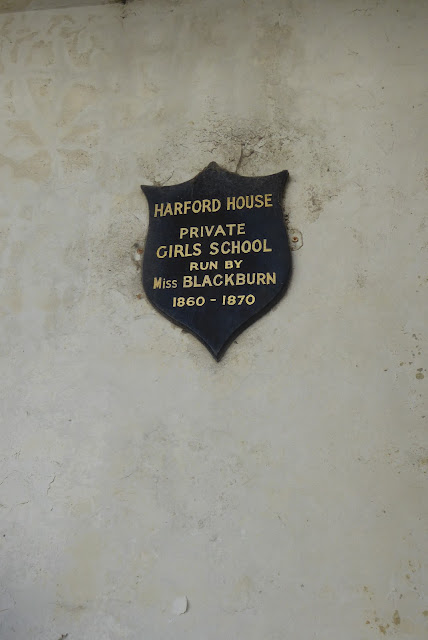 HARFORD HOUSE
PRIVATE
GIRLS SCHOOL
RUN BY
Miss BLACKBURN
1860 - 1870